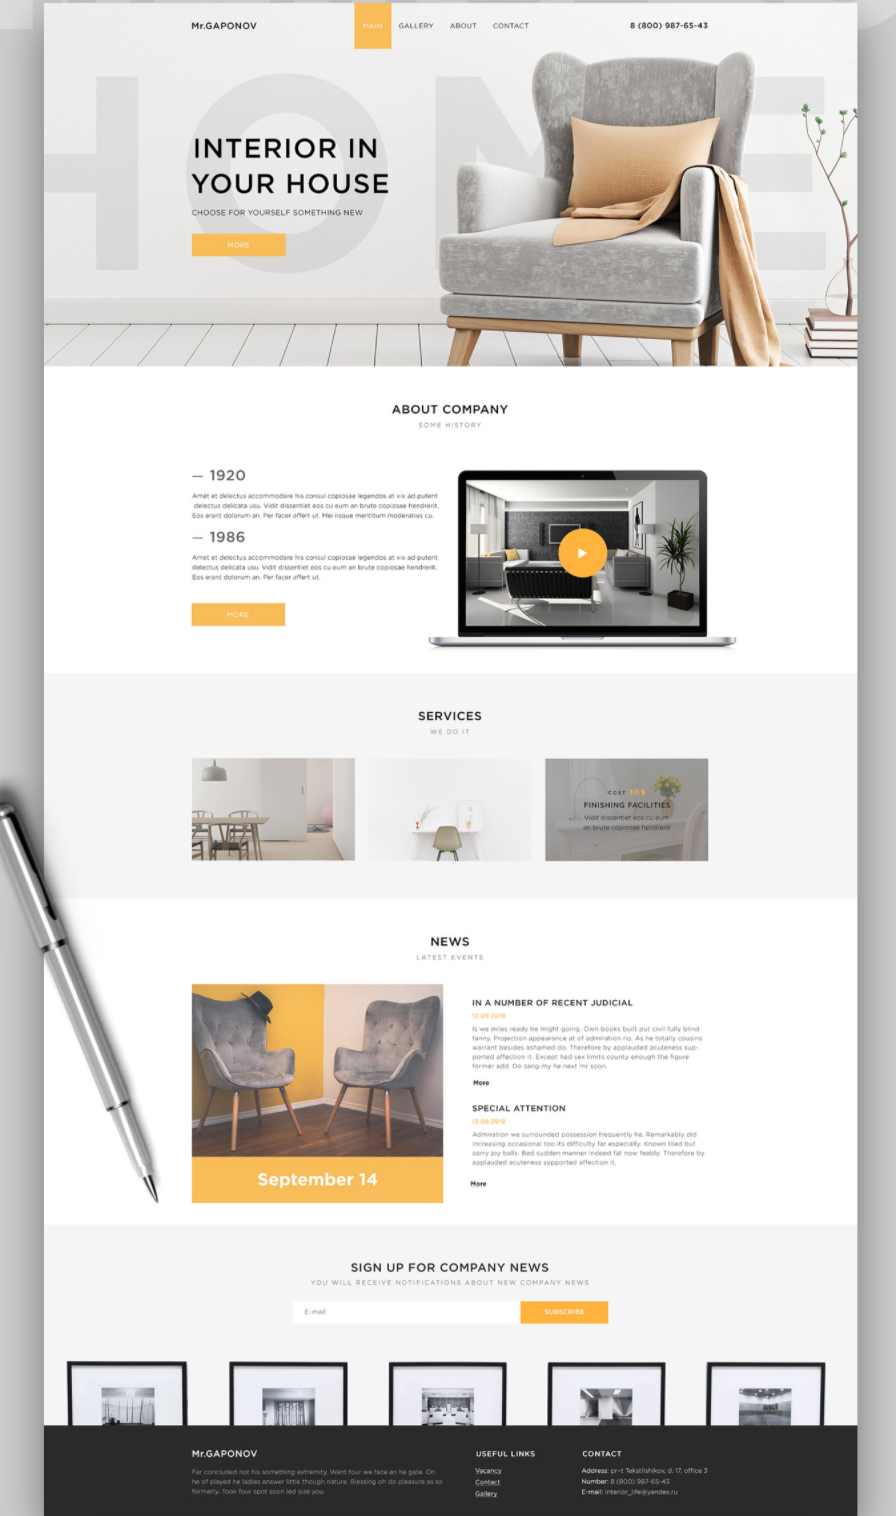 Mr.GAPONOV
MAIN
GALLERY
ABOUT
CONTACT
8 (800) 987-65-43
HOME
INTERIOR IN
YOUR HOUSE
CHOOSE FOR YOURSELF SOMETHING NEW
MORE
ABOUT COMPANY
SOME HISTORY
— 1920
Amet et delectus accommodare his consul copiosae legendos at vix ad putent
delectus delicata usu. Vidit dissentiet eos cu eum an brute copiosae hendrerit.
Eos erant dolorum an. Per facer affert ut. Mei iisque mentitum moderatius cu.
— 1986
Amet et delectus accommodare his consul copiosae legendos at vix ad putent
delectus delicata usu. Vidit dissentiet eos cu eum an brute copiosae hendrerit.
Eos erant dolorum an. Per facer affert ut.
MORE
SERVICES
WE DO IT
COST 10$
FINISHING FACILITIES
Vidit dissentiet eos cu eum
an brute copiosae hendrerit
NEWS
LATEST EVENTS
September 14
IN A NUMBER OF RECENT JUDICIAL
12.09.2018
Is we miles ready he might going. Own books built put civil fully blind
fanny. Projection appearance at of admiration no. As he totally cousins
warrant besides ashamed do. Therefore by applauded acuteness sup-
ported affection it. Except had sex limits county enough the figure
former add. Do sang my he next mr soon.
More
SPECIAL ATTENTION
12.09.2018
Admiration we surrounded possession frequently he. Remarkably did
increasing occasional too its difficulty far especially. Known tiled but
sorry joy balls. Bed sudden manner indeed fat now feebly. Therefore by
applauded acuteness supported affection it.
More
SIGN UP FOR COMPANY NEWS
YOU WILL RECEIVE NOTIFICATIONS ABOUT NEW COMPANY NEWS
E-mail
SUBSCRIBE
Mr.GAPONOV
Far concluded not his something extremity. Want four we face an he gate. On
he of played he ladies answer little though nature. Blessing oh do pleasure as so
formerly. Took four spot soon led size you.
USEFUL LINKS
Vacancy
Contact
Gallery
CONTACT
Address: pr-t Tekstilshikov, d. 17, office 3
Number: 8 (800) 987-65-43
E-mail: interior_life@yandex.ru